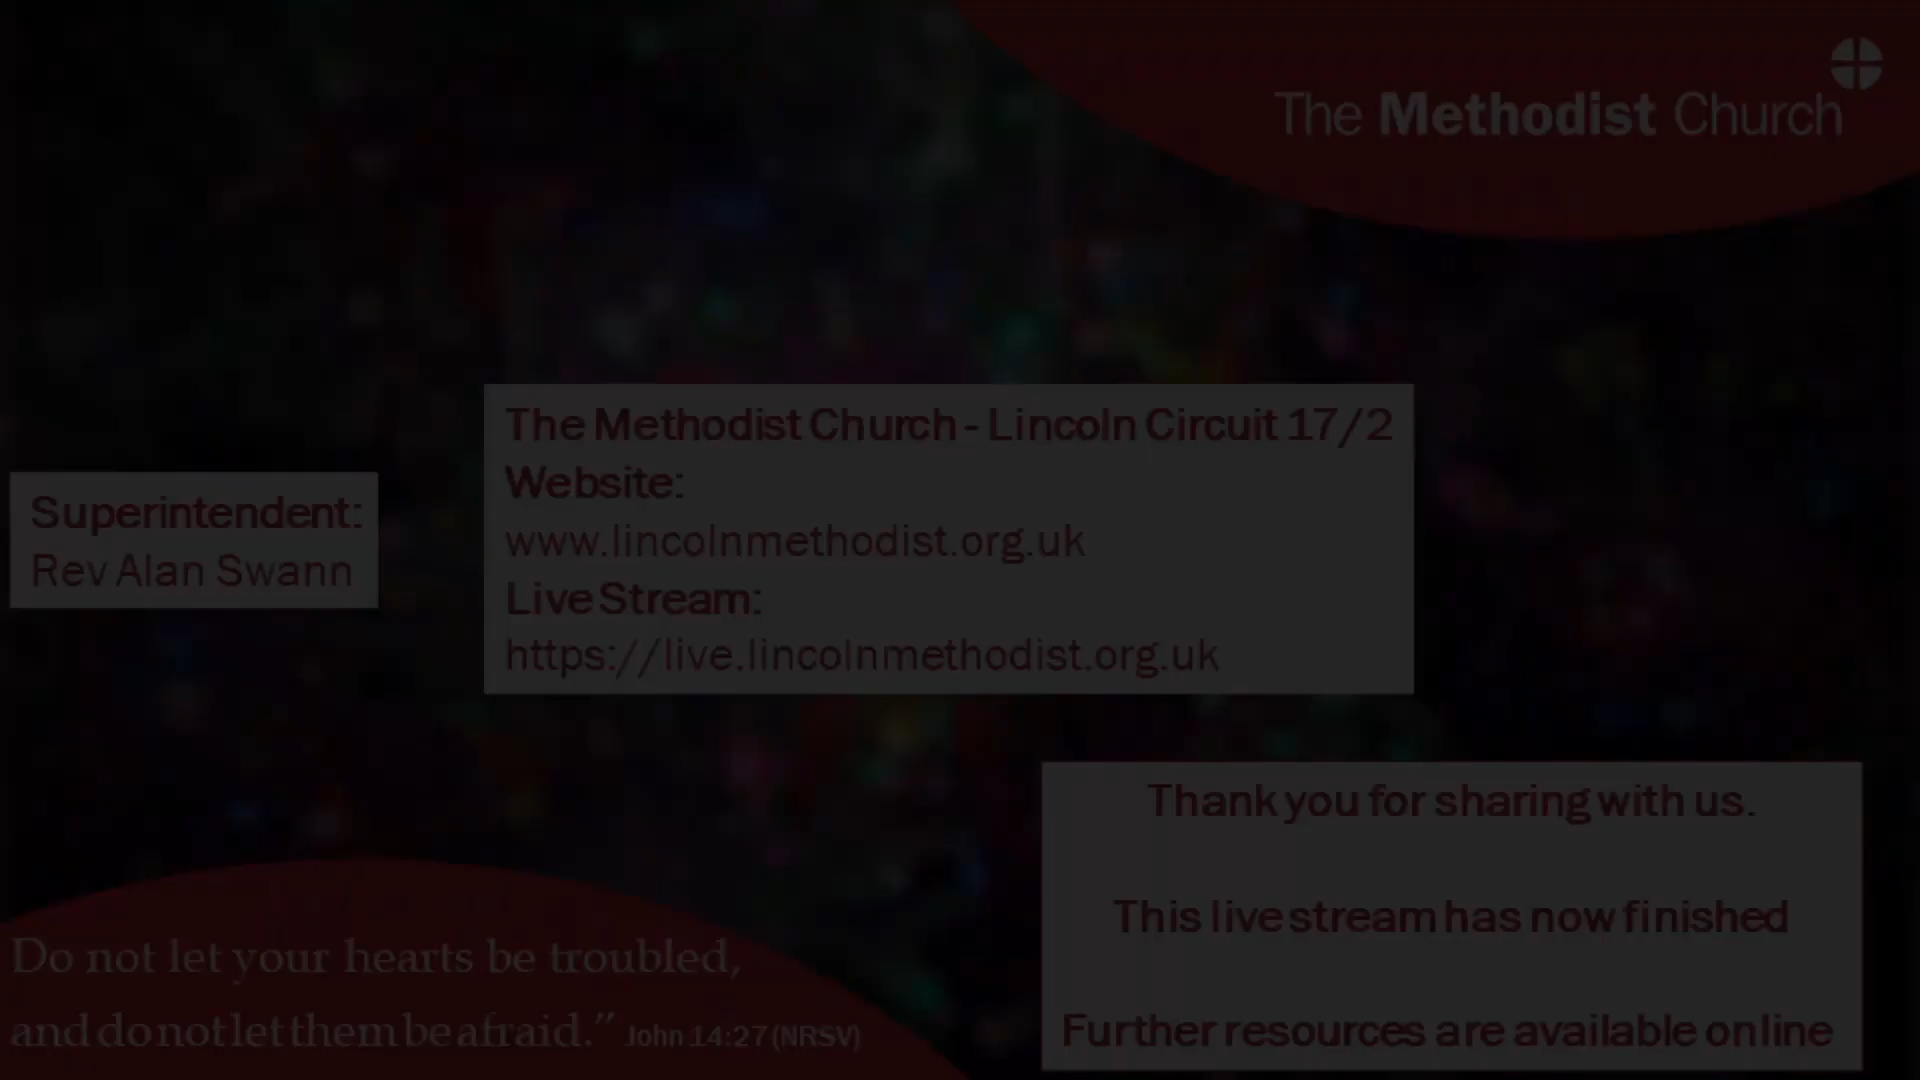 The Methodist Church
The Methodist Church - Lincoln Circuit 17/2
Website:
www.lincolnmethodist.org.uk
Live Stream:
https://live.lincolnmethodist.org.uk
Superintendent:
Rev Alan Swann
Thank you for sharing with us.
This live stream has now finished
Further resources are available online
Do not let your hearts be troubled,
and do not let them be afraid.” John 14:27 (NRSV)